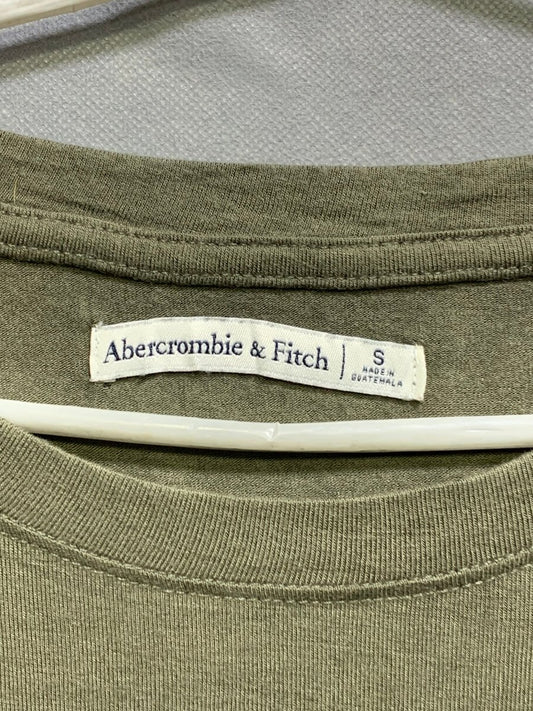 Abercrombie & Fitch | S
MADE IN
GUATEMALA